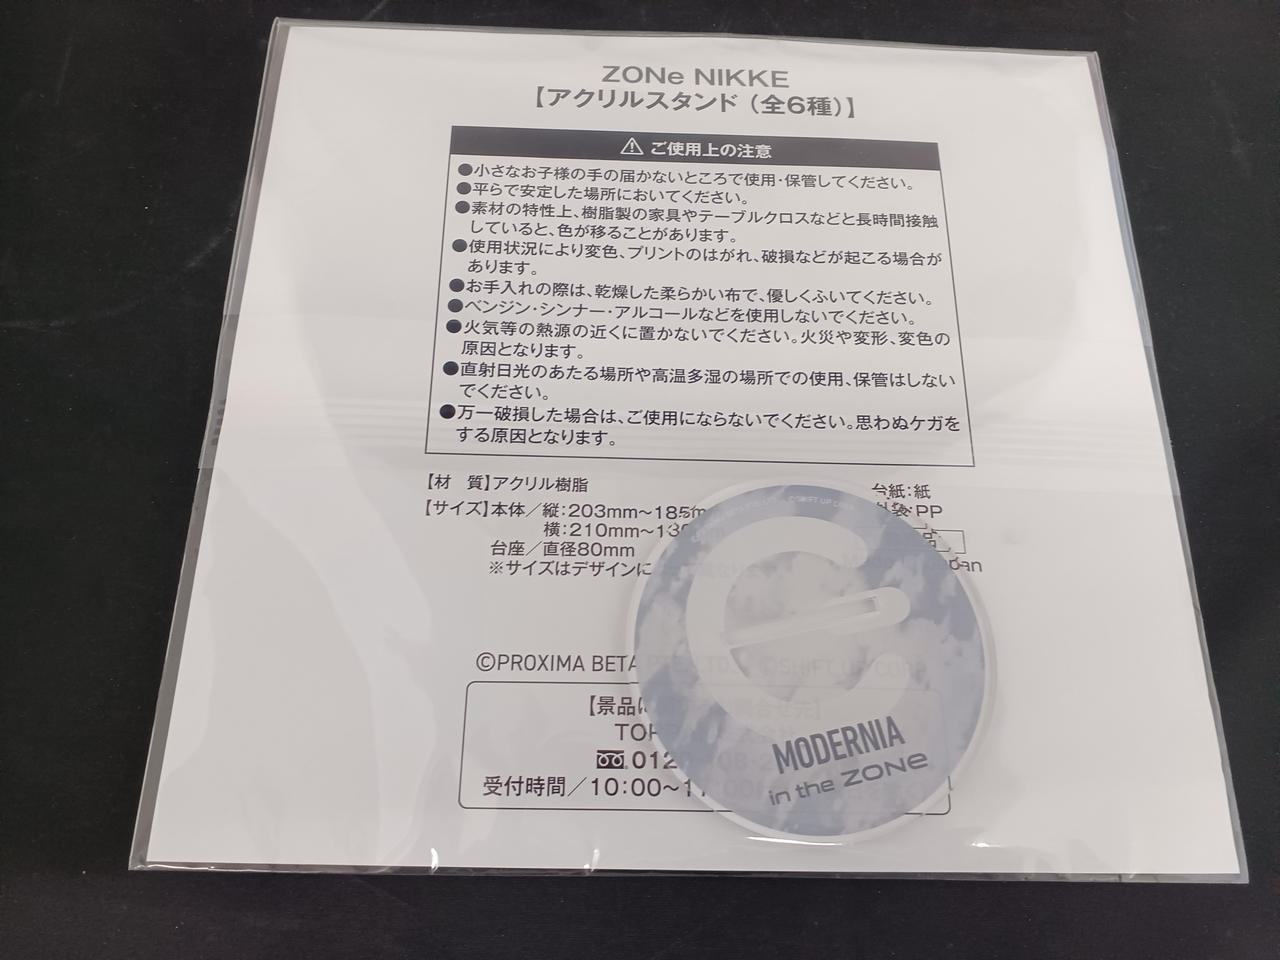 ZONe NIKKE
【アクリルスタンド（全6種）】
⚠ ご使用上の注意
●小さなお子様の手の届かないところで使用・保管してください。
●平らで安定した場所においてください。
●素材の特性上、樹脂製の家具やテーブルクロスなどと長時間接触
していると、色が移ることがあります。
●使用状況により変色、プリントのはがれ、破損などが起こる場合が
あります。
●お手入れの際は、乾燥した柔らかい布で、優しくふいてください。
●ベンジン・シンナー・アルコールなどを使用しないでください。
●火気等の熱源の近くに置かないでください。火災や変形、変色の
原因となります。
●直射日光のあたる場所や高温多湿の場所での使用、保管はしない
でください。
●万一破損した場合は、ご使用にならないでください。思わぬケガを
する原因となります。
【材　質】アクリル樹脂 台紙：紙
【サイズ】本体／縦：203mm～185mm 外袋：PP
横：210mm～13
台座／直径80mm
※サイズはデザインに
©PROXIMA BETA PTE. LTD. ©SHIFT UP CORP.
【景品に
012
受付時間／10：00～1
MODERNIA
in the ZONe